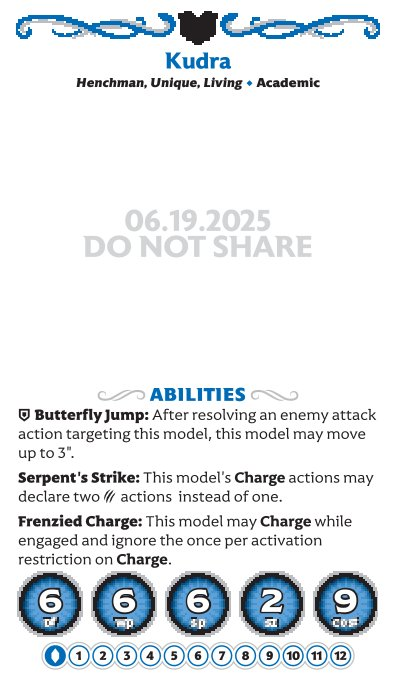 Kudra
Henchman, Unique, Living ♦ Academic
06.19.2025
DO NOT SHARE
ABILITIES
Butterfly Jump: After resolving an enemy attack
action targeting this model, this model may move
up to 3".
Serpent's Strike: This model's Charge actions may
declare two actions instead of one.
Frenzied Charge: This model may Charge while
engaged and ignore the once per activation
restriction on Charge.
6 6 6 2 9
df wp sp sz cost
1 2 3 4 5 6 7 8 9 10 11 12